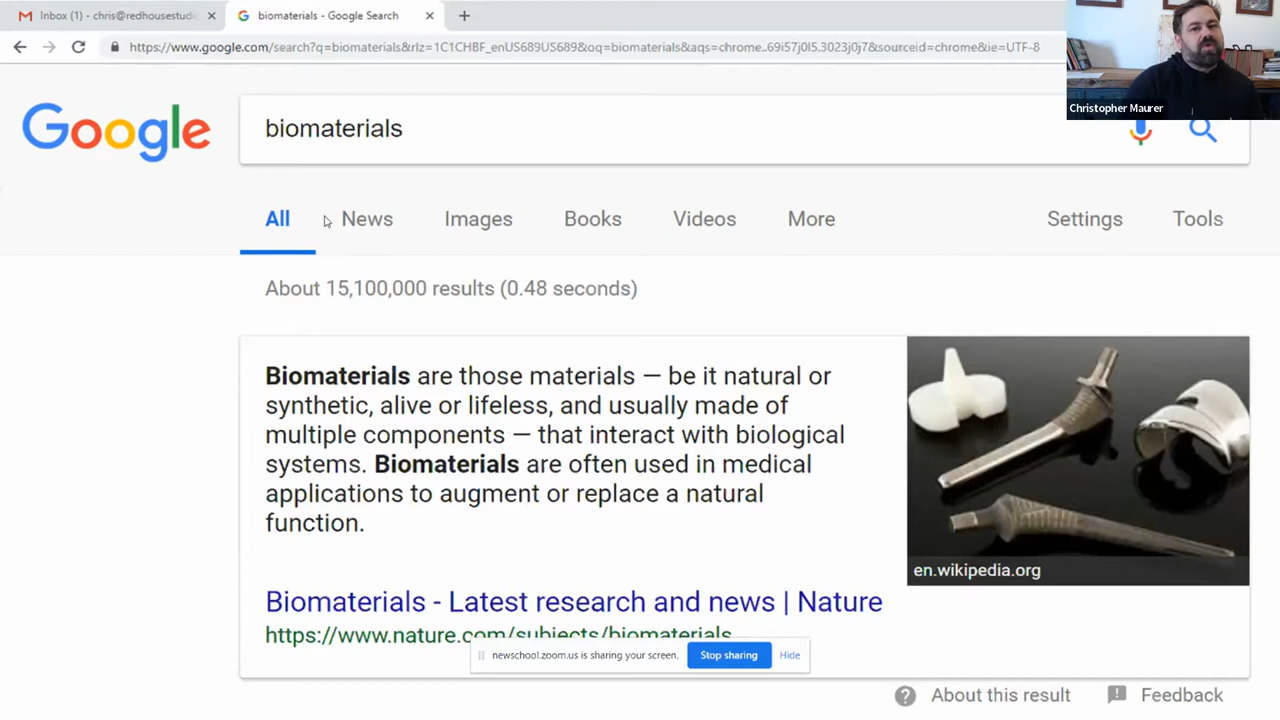 Inbox (1) - chris@redhousestudi
biomaterials - Google Search
https://www.google.com/search?q=biomaterials&rlz=1C1CHBF_enUS689US689&oq=biomaterials&aqs=chrome..69i57j0l5.3023j0j7&sourceid=chrome&ie=UTF-8
Christopher Maurer
Google
biomaterials
All News Images Books Videos More Settings Tools
About 15,100,000 results (0.48 seconds)
Biomaterials are those materials — be it natural or
synthetic, alive or lifeless, and usually made of
multiple components — that interact with biological
systems. Biomaterials are often used in medical
applications to augment or replace a natural
function.
en.wikipedia.org
Biomaterials - Latest research and news | Nature
https://www.nature.com/subjects/biomaterials
newschool.zoom.us is sharing your screen. Stop sharing Hide
About this result Feedback